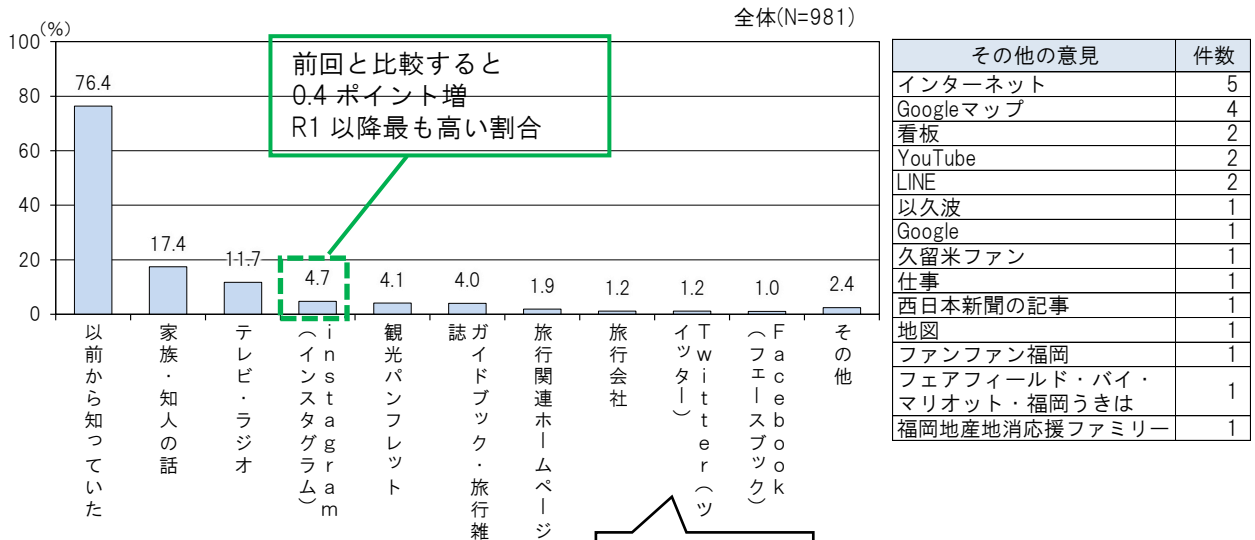 全体(N=981)
(%)
100
80
60
40
20
0
前回と比較すると
0.4 ポイント増
R1 以降最も高い割合
76.4
17.4
11.7
4.7
4.1
4.0
1.9
1.2
1.2
1.0
2.4
以前から知っていた
家族・知人の話
テレビ・ラジオ
instagram
(インスタグラム)
観光パンフレット
ガイドブック・旅行雑
誌
旅行関連ホームページ
旅行会社
Twitter(ツ
イッター)
Facebook
(フェースブック)
その他
その他の意見 件数
インターネット 5
Googleマップ 4
看板 2
YouTube 2
LINE 2
以久波 1
Google 1
久留米ファン 1
仕事 1
西日本新聞の記事 1
地図 1
ファンファン福岡 1
フェアフィールド・バイ・
マリオット・福岡うきは 1
福岡地産地消応援ファミリー 1